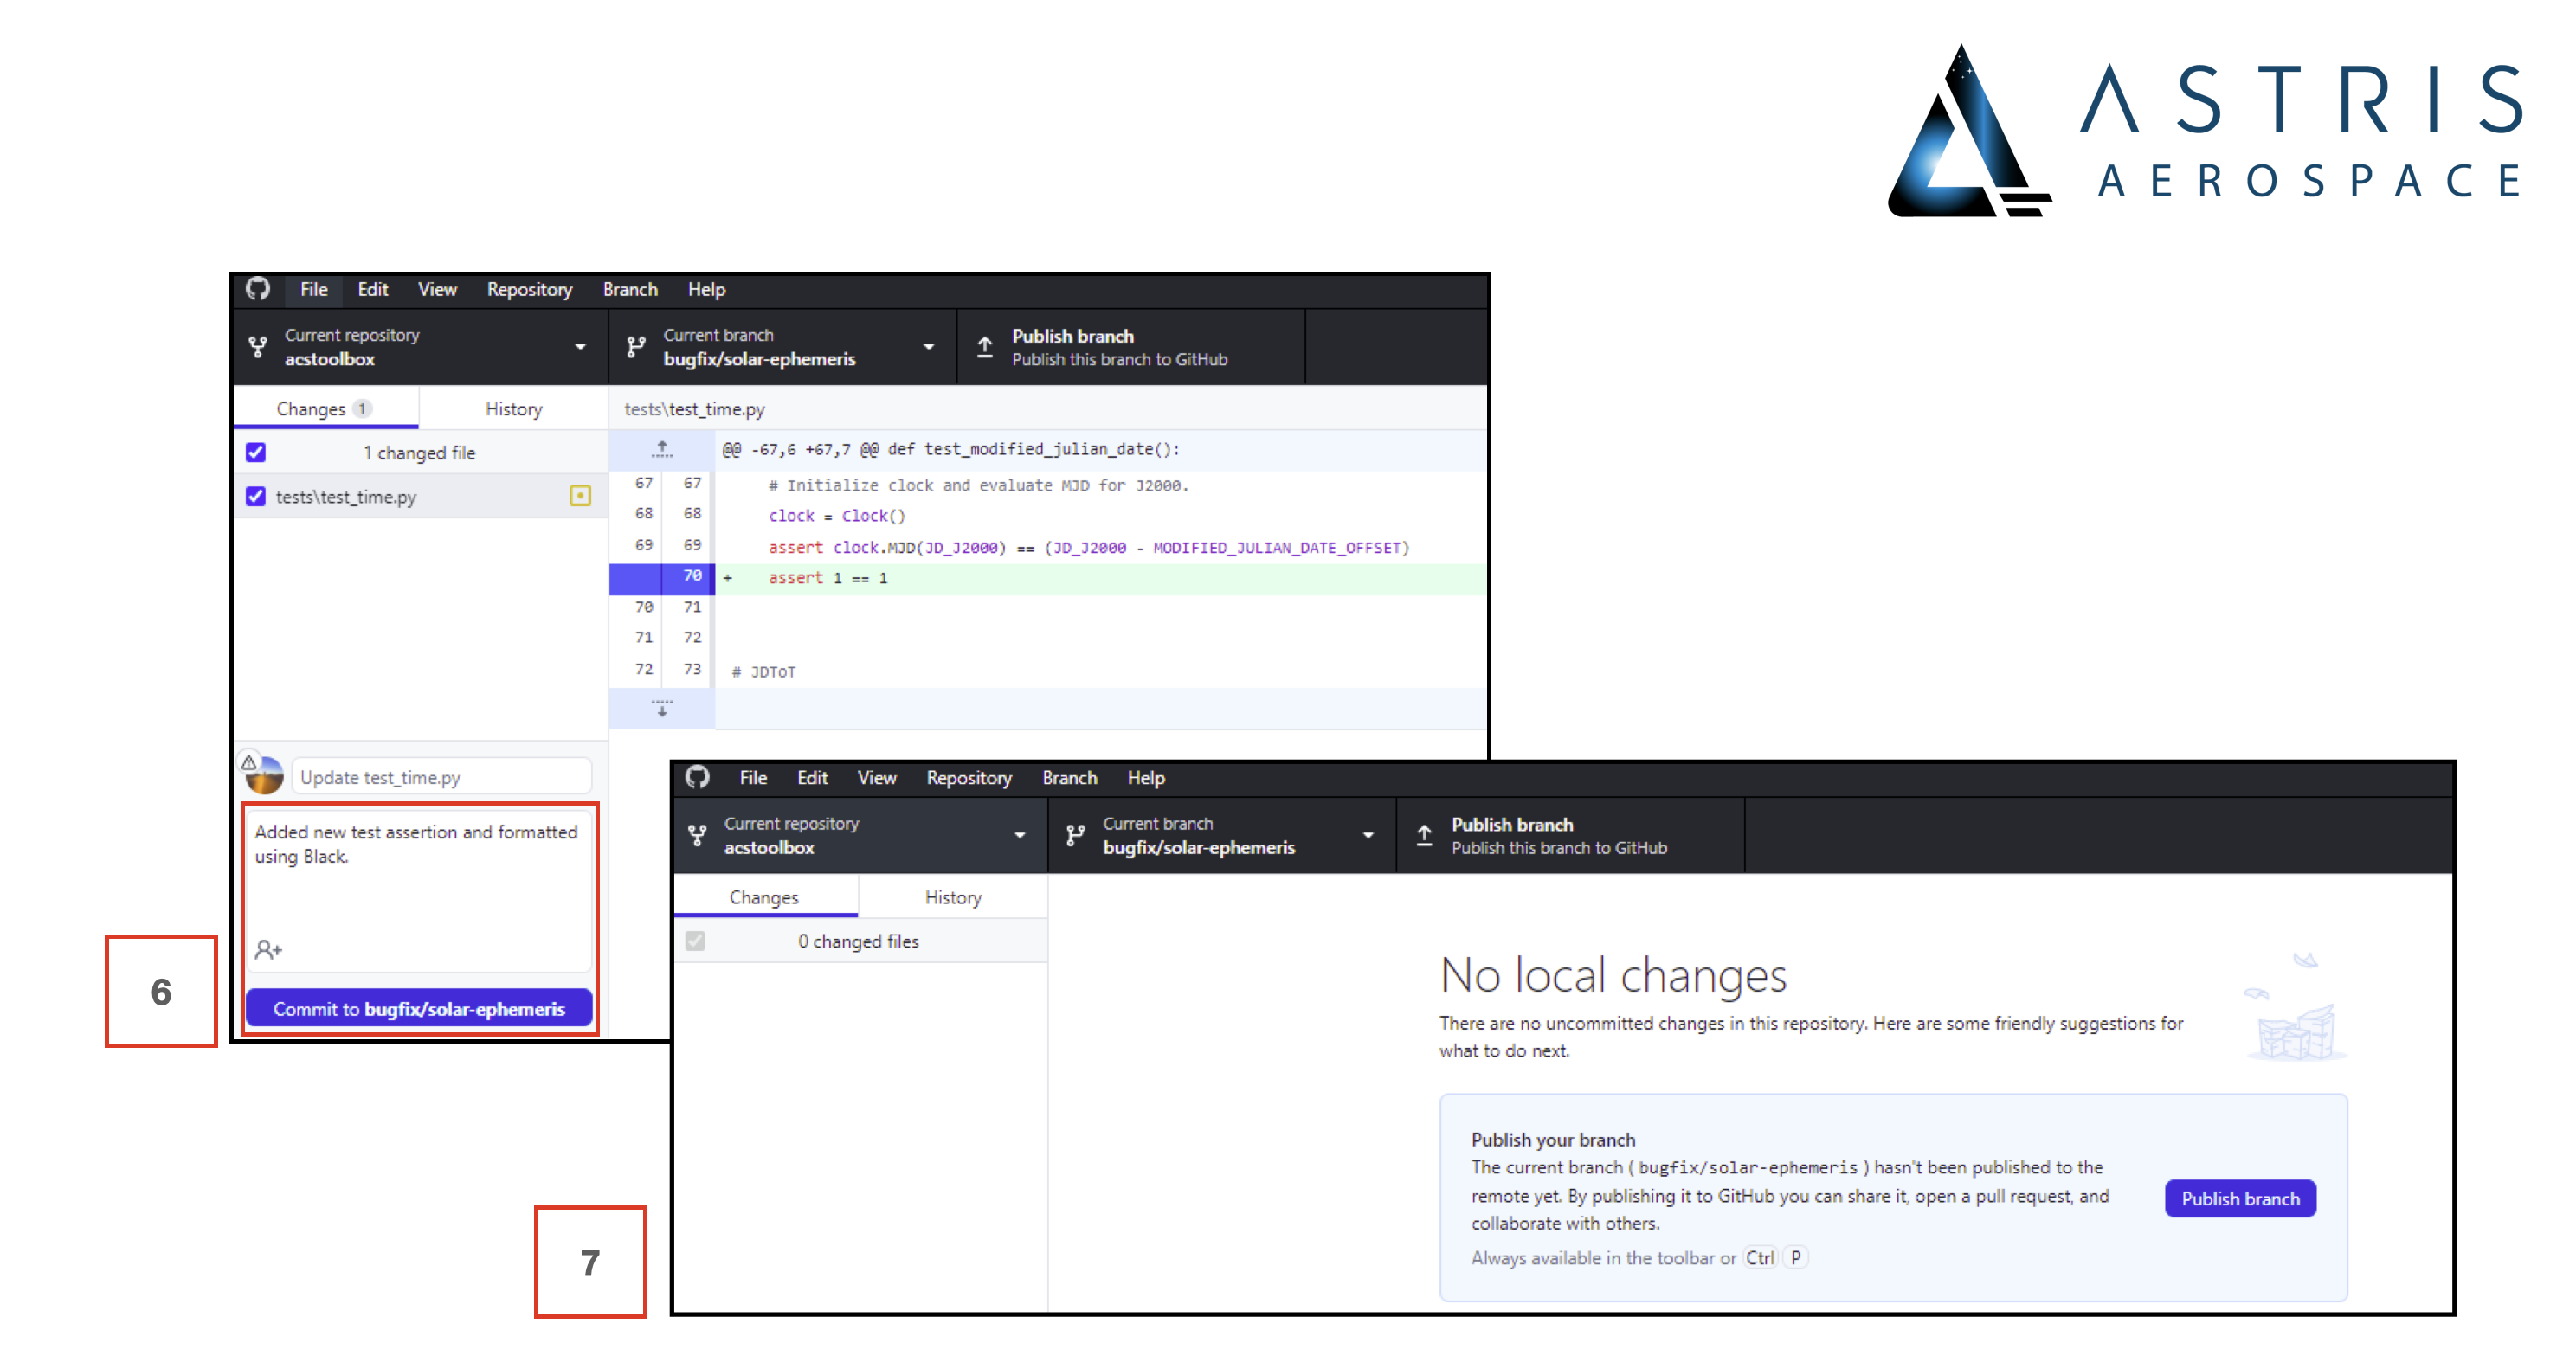 ASTRIS
AEROSPACE
File Edit View Repository Branch Help
Current repository
acstoolbox
Current branch
bugfix/solar-ephemeris
Publish branch
Publish this branch to GitHub
Changes 1 History
tests\test_time.py
1 changed file
tests\test_time.py
@@ -67,6 +67,7 @@ def test_modified_julian_date():
67 67 # Initialize clock and evaluate MJD for J2000.
68 68 clock = Clock()
69 69 assert clock.MJD(JD_J2000) == (JD_J2000 - MODIFIED_JULIAN_DATE_OFFSET)
70 + assert 1 == 1
70 71
71 72
72 73 # JDToT
Update test_time.py
Added new test assertion and formatted
using Black.
Commit to bugfix/solar-ephemeris
6
File Edit View Repository Branch Help
Current repository
acstoolbox
Current branch
bugfix/solar-ephemeris
Publish branch
Publish this branch to GitHub
Changes History
0 changed files
No local changes
There are no uncommitted changes in this repository. Here are some friendly suggestions for
what to do next.
Publish your branch
The current branch ( bugfix/solar-ephemeris ) hasn't been published to the
remote yet. By publishing it to GitHub you can share it, open a pull request, and
collaborate with others.
Always available in the toolbar or Ctrl P
Publish branch
7